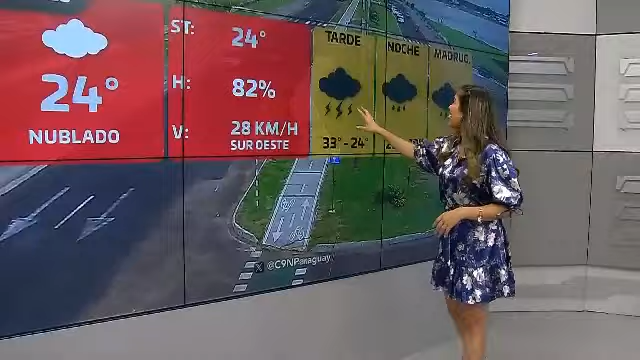 24°
NUBLADO
ST: 24°
H: 82%
V: 28 KM/H
SUR OESTE
TARDE
33° - 24°
NOCHE
MADRUG.
@C9NParaguay